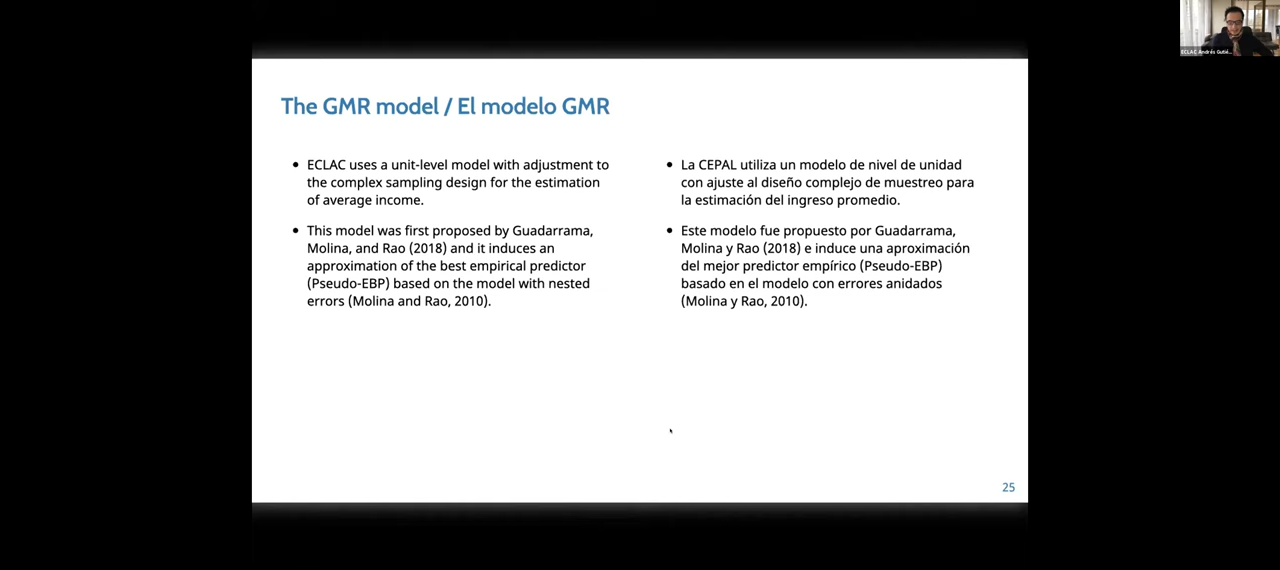 ECLAC Andrés Gutié...
The GMR model / El modelo GMR
• ECLAC uses a unit-level model with adjustment to
the complex sampling design for the estimation
of average income.
• This model was first proposed by Guadarrama,
Molina, and Rao (2018) and it induces an
approximation of the best empirical predictor
(Pseudo-EBP) based on the model with nested
errors (Molina and Rao, 2010).
• La CEPAL utiliza un modelo de nivel de unidad
con ajuste al diseño complejo de muestreo para
la estimación del ingreso promedio.
• Este modelo fue propuesto por Guadarrama,
Molina y Rao (2018) e induce una aproximación
del mejor predictor empírico (Pseudo-EBP)
basado en el modelo con errores anidados
(Molina y Rao, 2010).
25